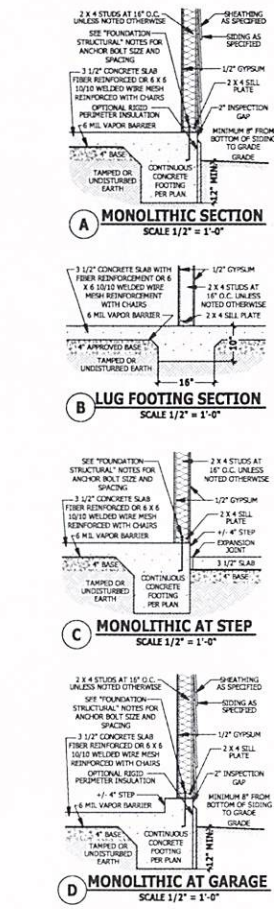 2 X 4 STUDS AT 16" O.C.
UNLESS NOTED OTHERWISE
SEE "FOUNDATION
STRUCTURAL" NOTES FOR
ANCHOR BOLT SIZE AND
SPACING
3 1/2" CONCRETE SLAB
FIBER REINFORCED OR 6 X 6
10/10 WELDED WIRE MESH
REINFORCED WITH CHAIRS
OPTIONAL RIGID
PERIMETER INSULATION
6 MIL VAPOR BARRIER
4" BASE
TAMPED OR
UNDISTURBED
EARTH
CONTINUOUS
CONCRETE
FOOTING
PER PLAN
SHEATHING
AS SPECIFIED
SIDING AS
SPECIFIED
1/2" GYPSUM
2 X 4 SILL
PLATE
2" INSPECTION
GAP
MINIMUM 8" FROM
BOTTOM OF SIDING
TO GRADE
GRADE
12" MIN.
A MONOLITHIC SECTION
SCALE 1/2" = 1'-0"
3 1/2" CONCRETE SLAB WITH
FIBER REINFORCEMENT OR 6
X 6 10/10 WELDED WIRE
MESH REINFORCEMENT
WITH CHAIRS
6 MIL VAPOR BARRIER
4" APPROVED BASE
TAMPED OR
UNDISTURBED EARTH
1/2" GYPSUM
2 X 4 STUDS AT
16" O.C. UNLESS
NOTED OTHERWISE
2 X 4 SILL PLATE
10"
16"
B LUG FOOTING SECTION
SCALE 1/2" = 1'-0"
SEE "FOUNDATION
STRUCTURAL" NOTES FOR
ANCHOR BOLT SIZE AND
SPACING
3 1/2" CONCRETE SLAB
FIBER REINFORCED OR 6 X 6
10/10 WELDED WIRE MESH
REINFORCED WITH CHAIRS
6 MIL VAPOR BARRIER
4" BASE
TAMPED OR
UNDISTURBED
EARTH
CONTINUOUS
CONCRETE
FOOTING
PER PLAN
2 X 4 STUDS AT
16" O.C. UNLESS
NOTED OTHERWISE
1/2" GYPSUM
2 X 4 SILL
PLATE
+/- 4" STEP
EXPANSION
JOINT
3 1/2" SLAB
4" BASE
C MONOLITHIC AT STEP
SCALE 1/2" = 1'-0"
2 X 4 STUDS AT 16" O.C.
UNLESS NOTED OTHERWISE
SEE "FOUNDATION
STRUCTURAL" NOTES FOR
ANCHOR BOLT SIZE AND
SPACING
3 1/2" CONCRETE SLAB
FIBER REINFORCED OR 6 X 6
10/10 WELDED WIRE MESH
REINFORCED WITH CHAIRS
OPTIONAL RIGID
PERIMETER INSULATION
+/- 4" STEP
6 MIL VAPOR BARRIER
4" BASE
TAMPED OR
UNDISTURBED
EARTH
CONTINUOUS
CONCRETE
FOOTING
PER PLAN
SHEATHING
AS SPECIFIED
SIDING AS
SPECIFIED
1/2" GYPSUM
2 X 4 SILL
PLATE
2" INSPECTION
GAP
MINIMUM 8" FROM
BOTTOM OF SIDING
TO GRADE
GRADE
12" MIN.
D MONOLITHIC AT GARAGE
SCALE 1/2" = 1'-0"